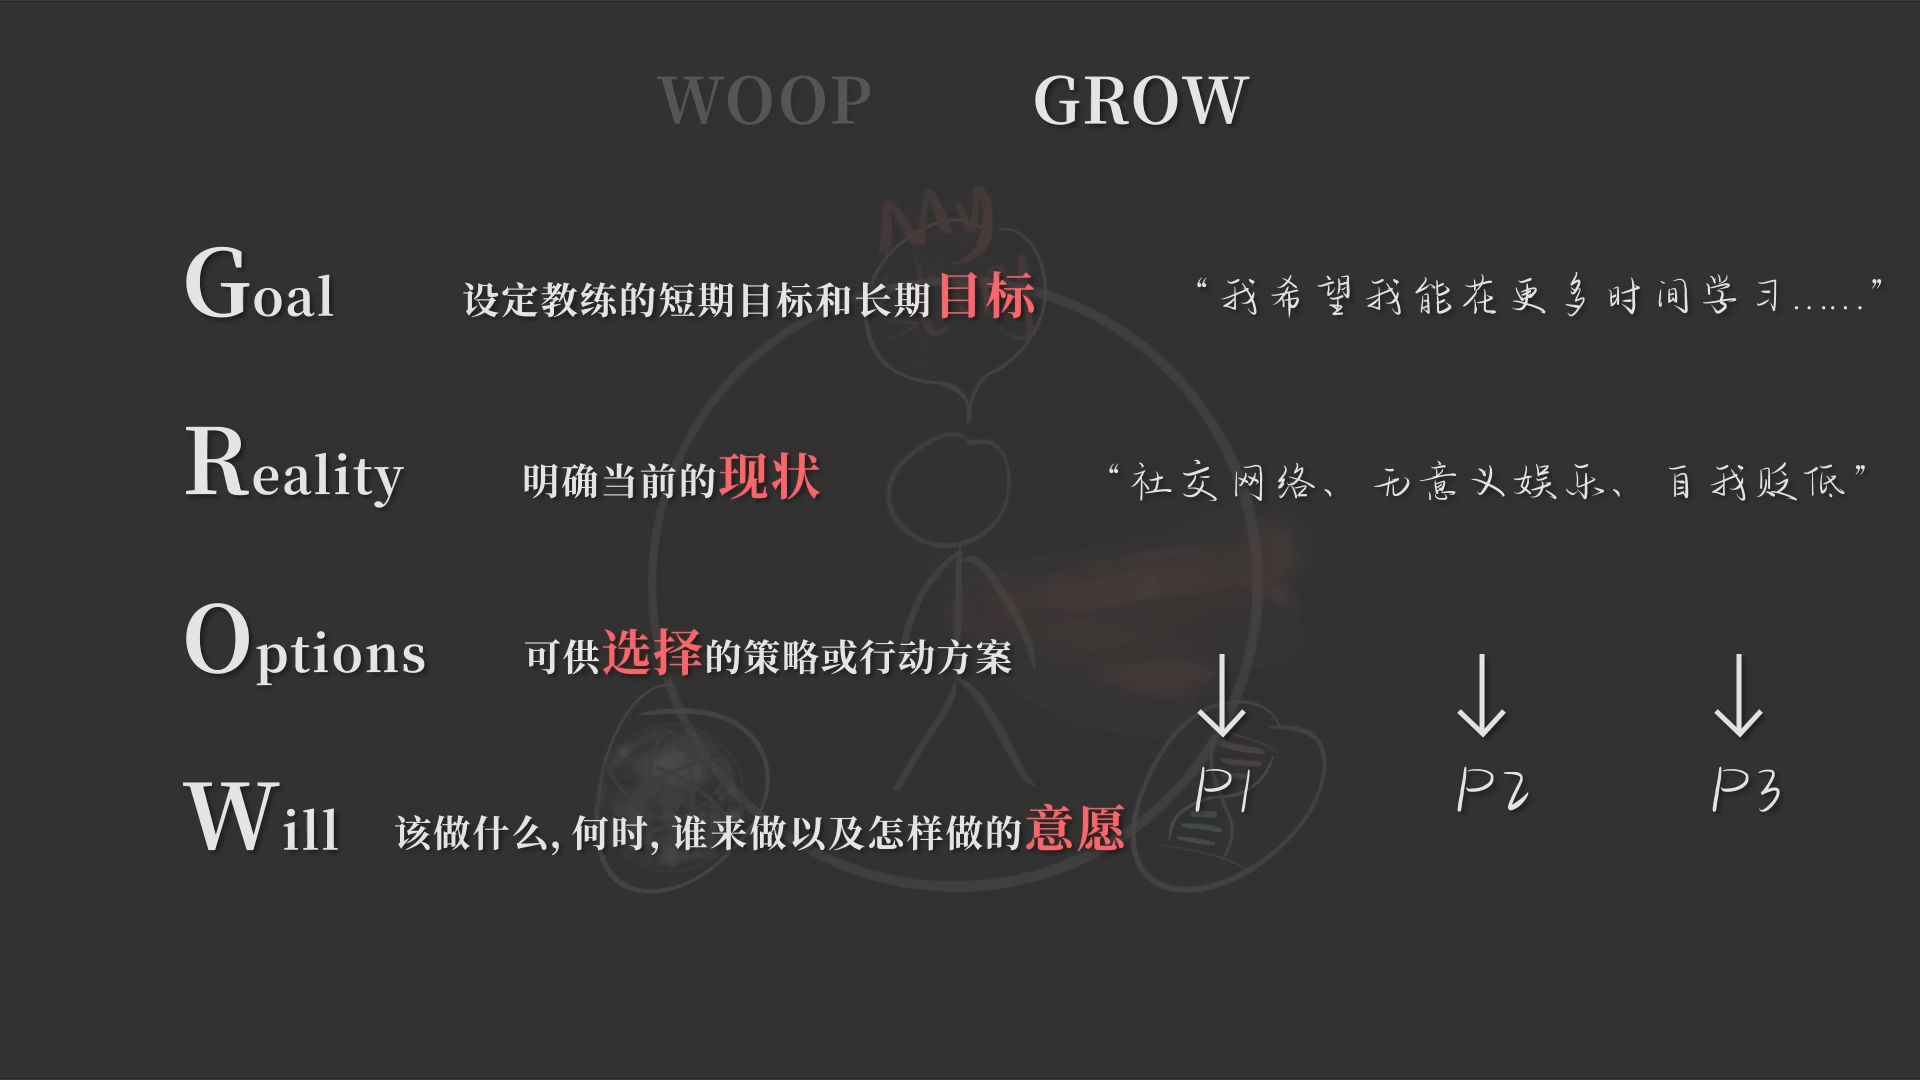 WOOP GROW
My
Goal 设定教练的短期目标和长期目标 “我希望我能在更多时间学习……”
Reality 明确当前的现状 “社交网络、无意义娱乐、自我贬低”
Options 可供选择的策略或行动方案
P1 P2 P3
Will 该做什么, 何时, 谁来做以及怎样做的意愿